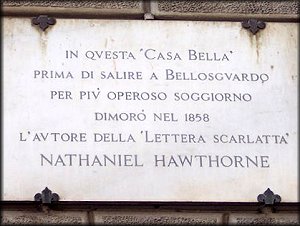 IN QVESTA 'CASA BELLA'
PRIMA DI SALIRE A BELLOSGVARDO
PER PIV' OPEROSO SOGGIORNO
DIMORÒ NEL 1858
L'AVTORE DELLA 'LETTERA SCARLATTA'
NATHANIEL HAWTHORNE